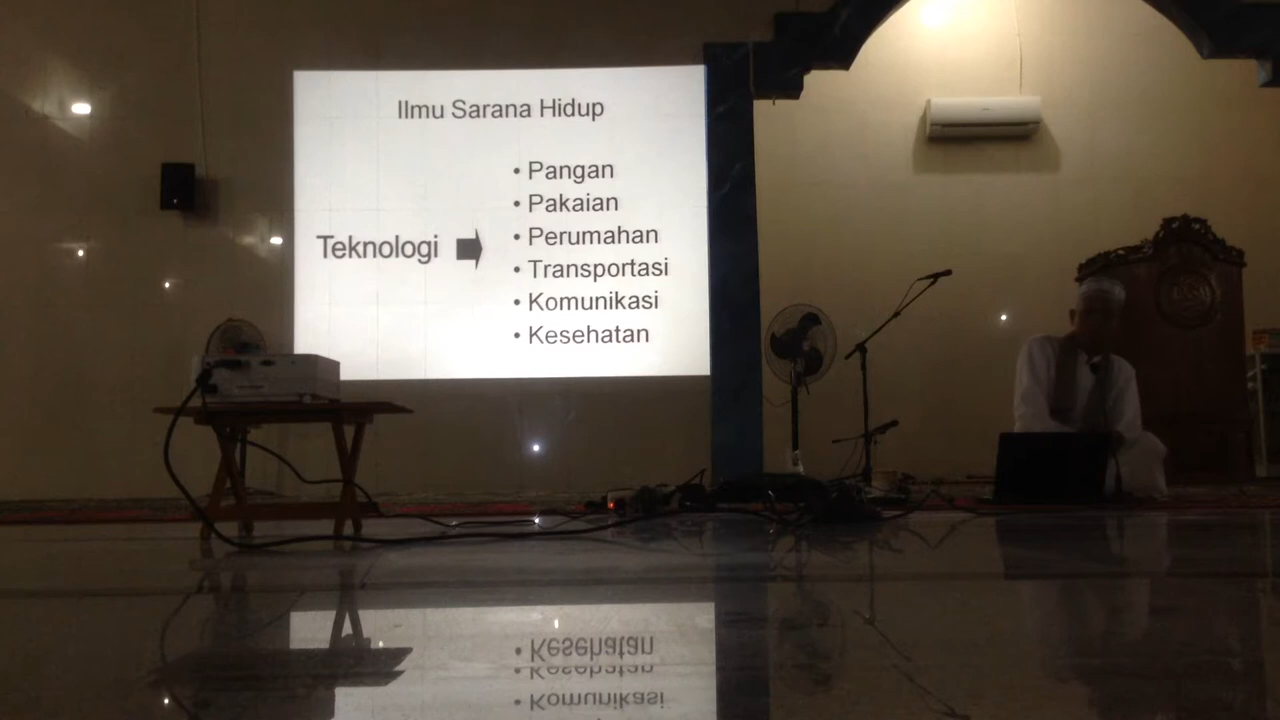 Ilmu Sarana Hidup
• Pangan
• Pakaian
• Perumahan
Teknologi
• Transportasi
• Komunikasi
• Kesehatan